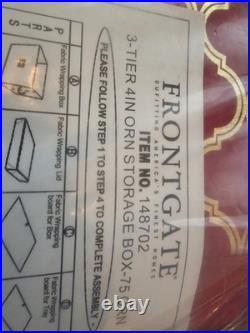 FRONTGATE
OUTFITTING AMERICA'S FINEST HOMES
ITEM NO. 148702
3-TIER 4IN ORN STORAGE BOX-75 ORN
PLEASE FOLLOW STEP 1 TO STEP 4 TO COMPLETE ASSEMBLY
PARTS
A
Fabric Wrapping Box
B
Fabric Wrapping Lid
C
Fabric Wrapping
board for Box
D
Fabric Wrapping
board for Tray